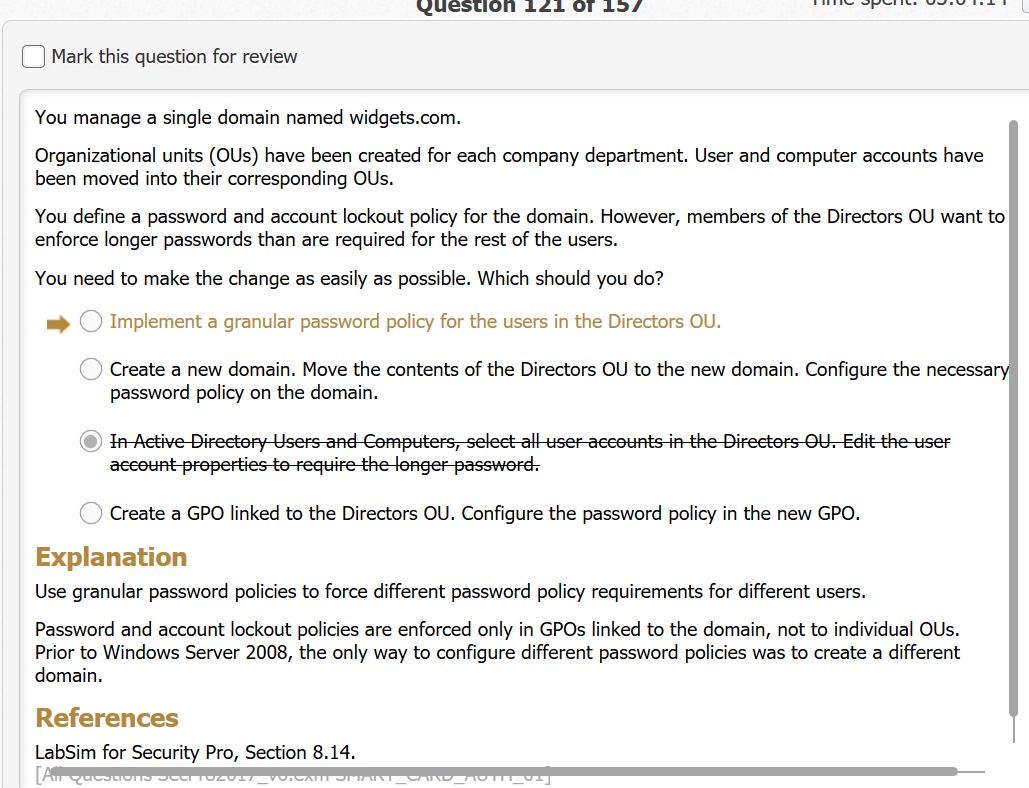 Question 121 of 157
Time spent:
Mark this question for review
You manage a single domain named widgets.com.
Organizational units (OUs) have been created for each company department. User and computer accounts have
been moved into their corresponding OUs.
You define a password and account lockout policy for the domain. However, members of the Directors OU want to
enforce longer passwords than are required for the rest of the users.
You need to make the change as easily as possible. Which should you do?
Implement a granular password policy for the users in the Directors OU.
Create a new domain. Move the contents of the Directors OU to the new domain. Configure the necessary
password policy on the domain.
In Active Directory Users and Computers, select all user accounts in the Directors OU. Edit the user
account properties to require the longer password.
Create a GPO linked to the Directors OU. Configure the password policy in the new GPO.
Explanation
Use granular password policies to force different password policy requirements for different users.
Password and account lockout policies are enforced only in GPOs linked to the domain, not to individual OUs.
Prior to Windows Server 2008, the only way to configure different password policies was to create a different
domain.
References
LabSim for Security Pro, Section 8.14.
[All Questions